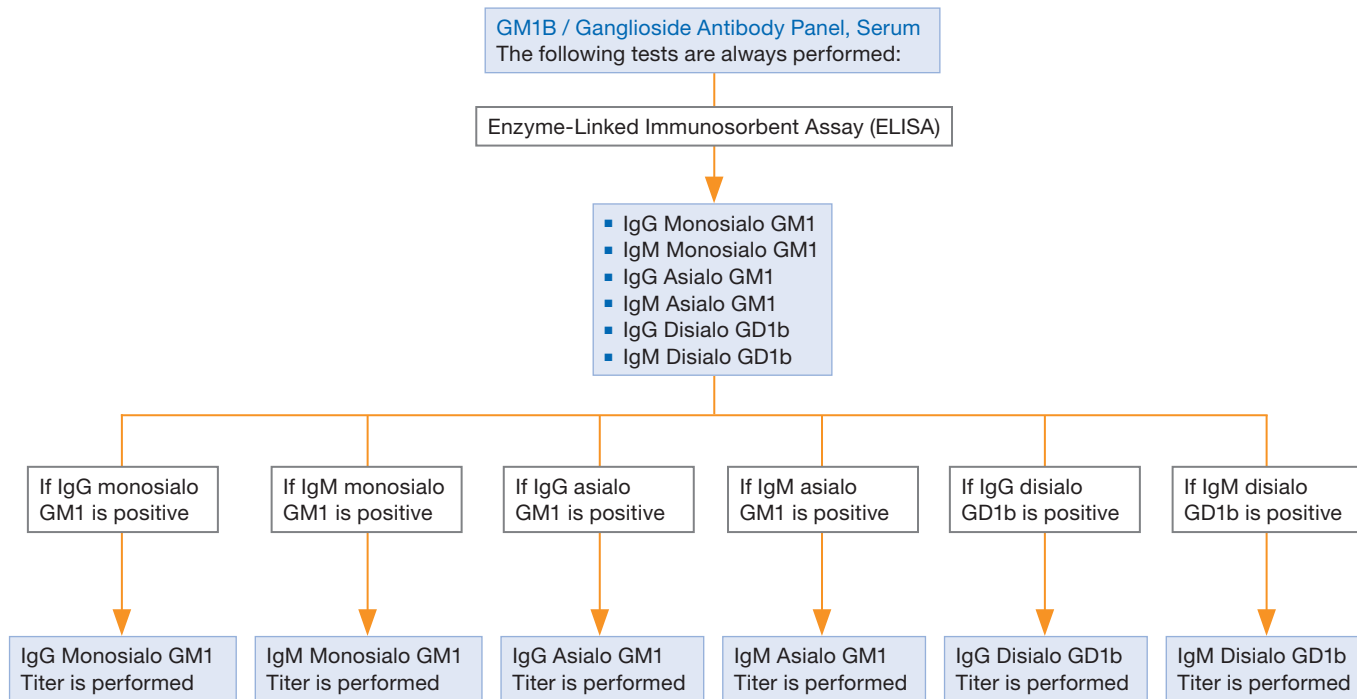 GM1B / Ganglioside Antibody Panel, Serum
The following tests are always performed:
Enzyme-Linked Immunosorbent Assay (ELISA)
▪ IgG Monosialo GM1
▪ IgM Monosialo GM1
▪ IgG Asialo GM1
▪ IgM Asialo GM1
▪ IgG Disialo GD1b
▪ IgM Disialo GD1b
If IgG monosialo
GM1 is positive
If IgM monosialo
GM1 is positive
If IgG asialo
GM1 is positive
If IgM asialo
GM1 is positive
If IgG disialo
GD1b is positive
If IgM disialo
GD1b is positive
IgG Monosialo GM1
Titer is performed
IgM Monosialo GM1
Titer is performed
IgG Asialo GM1
Titer is performed
IgM Asialo GM1
Titer is performed
IgG Disialo GD1b
Titer is performed
IgM Disialo GD1b
Titer is performed